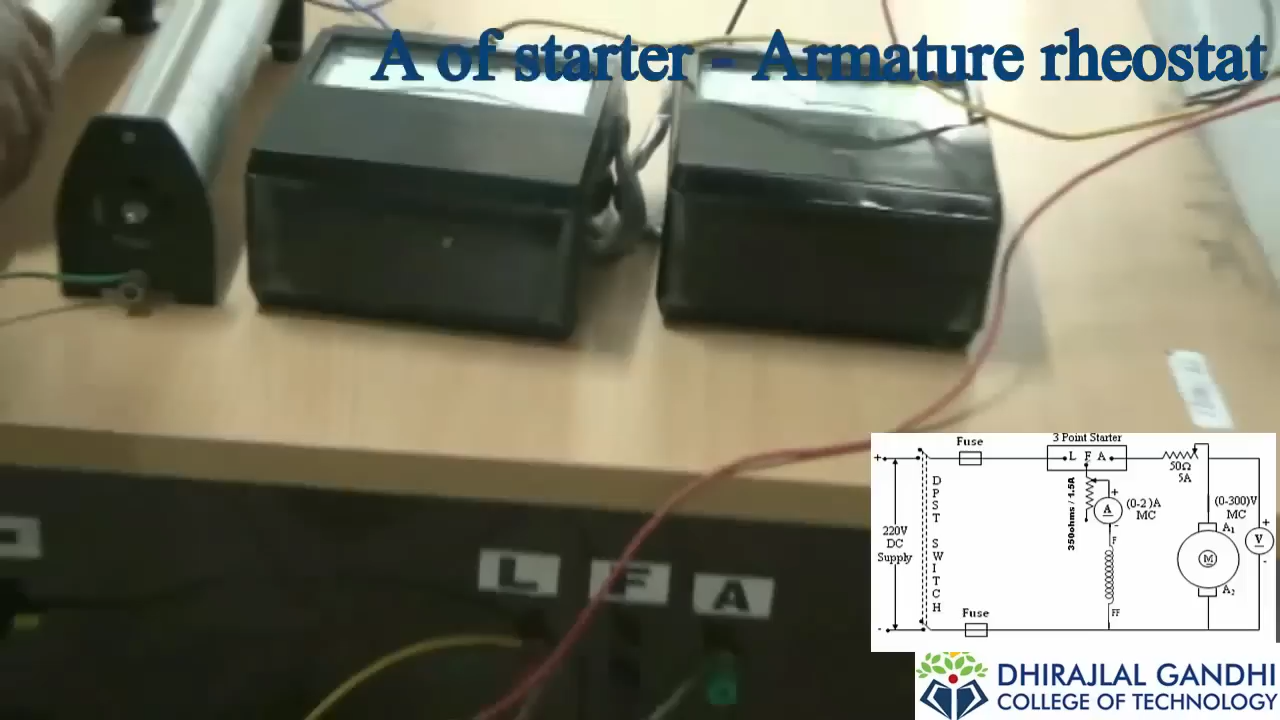 A of starter - Armature rheostat
L F A
3 Point Starter
Fuse
+
L F A
50Ω
5A
350ohms / 1.5A
+
A
(0-2)A
MC
(0-300)V
MC
A1
+
V
-
M
A2
220V
DC
Supply
DPST SWITCH
F
FF
Fuse
-
DHIRAJLAL GANDHI
COLLEGE OF TECHNOLOGY